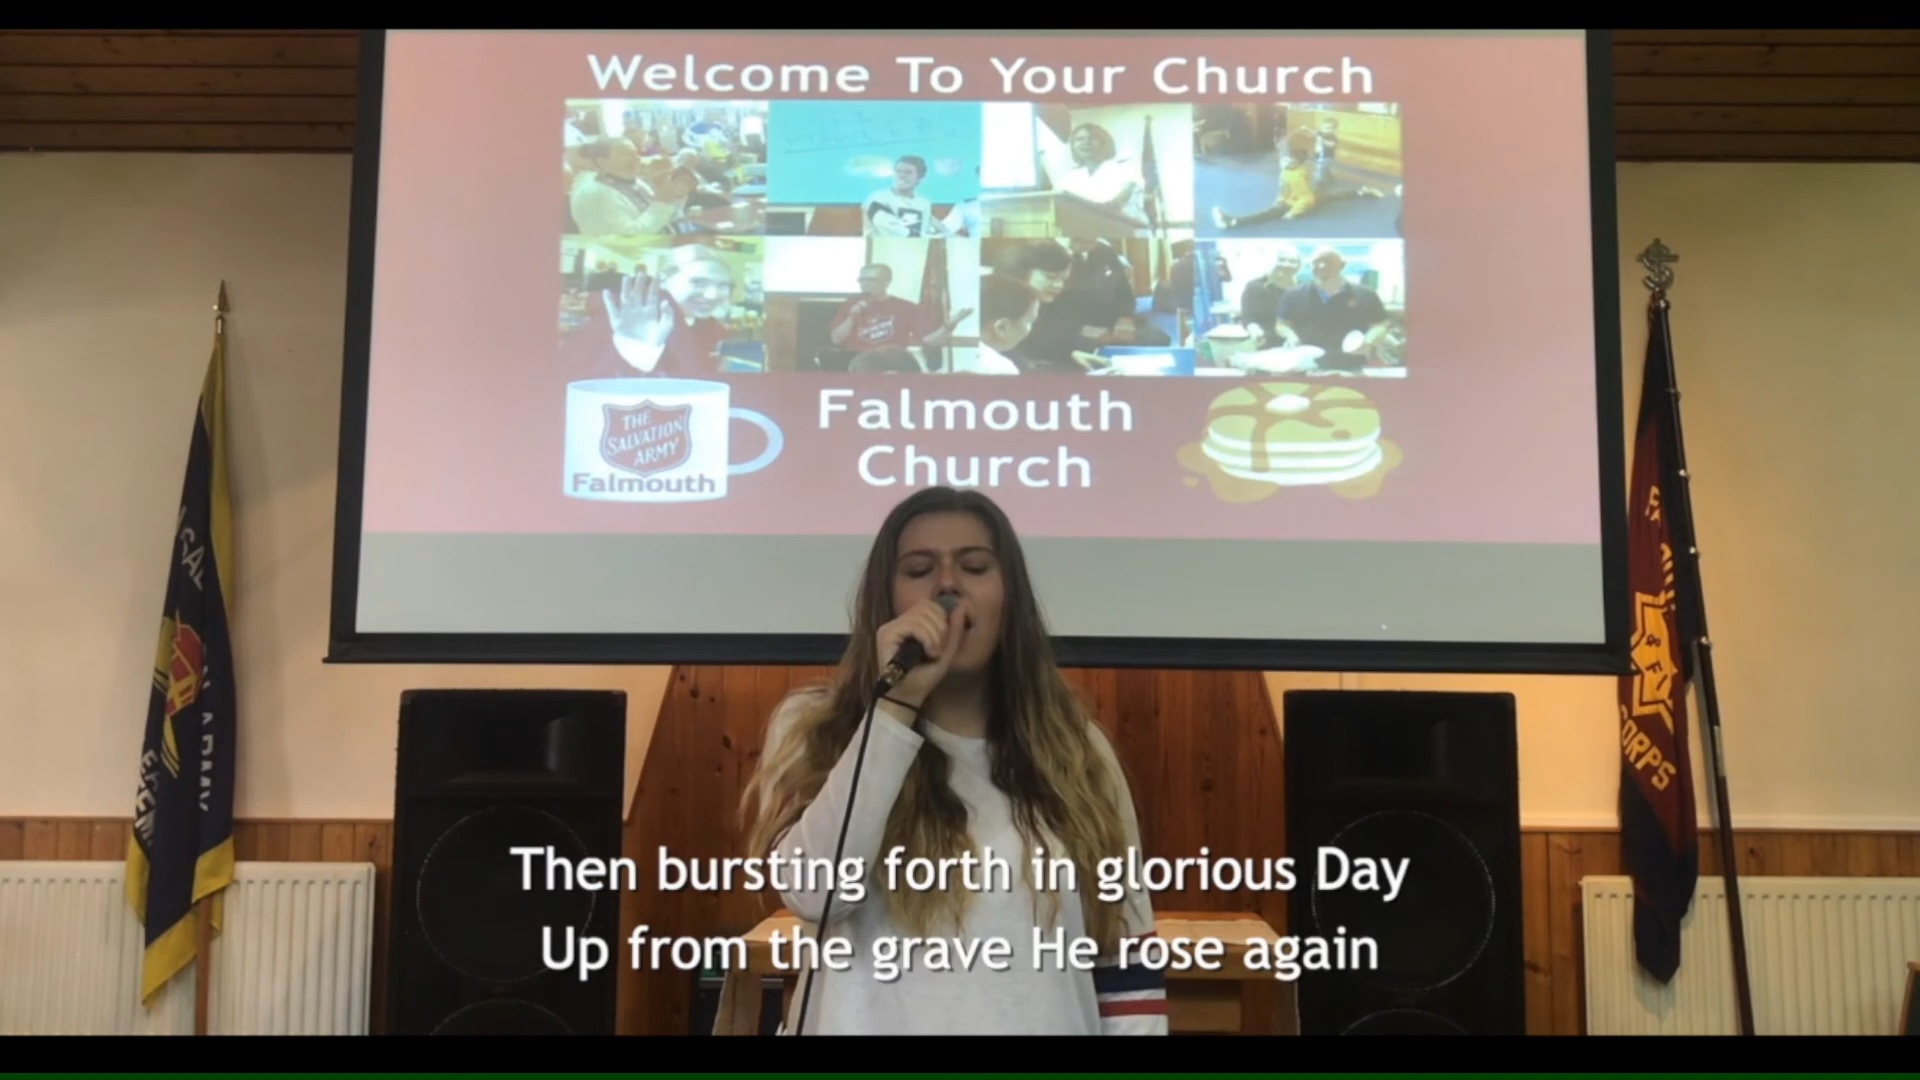 Welcome To Your Church
THE
SALVATION
ARMY
Falmouth
Falmouth
Church
CORPS
Then bursting forth in glorious Day
Up from the grave He rose again